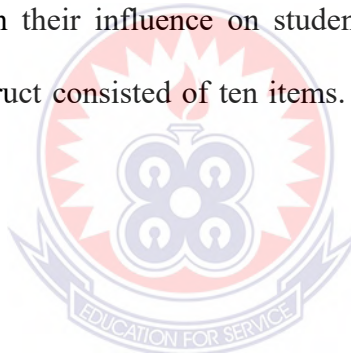 their influence on studen
ruct consisted of ten items.
EDUCATION FOR SERVICE